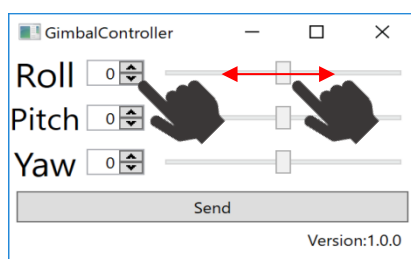 GimbalController
Roll 0
Pitch 0
Yaw 0
Send
Version:1.0.0